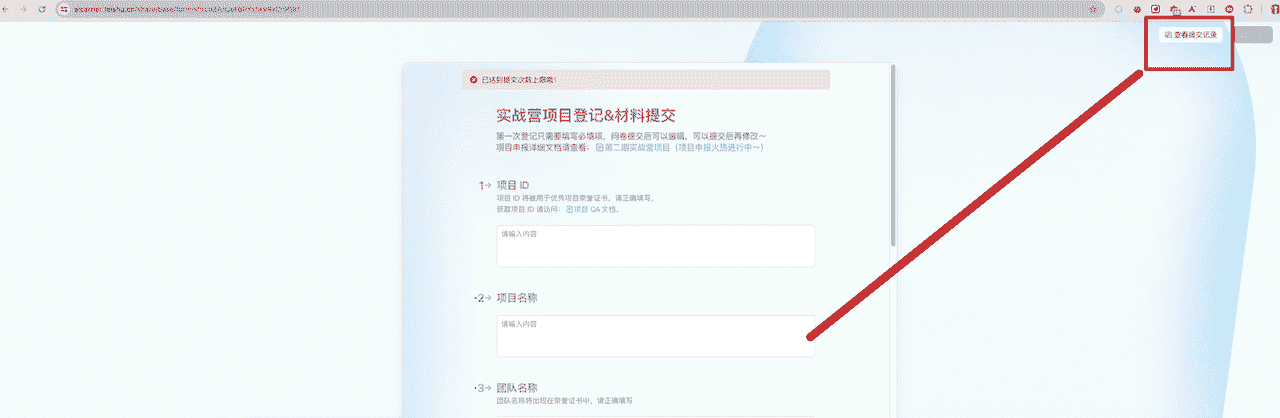 查看提交记录
已达到提交次数上限哦！
实战营项目登记&材料提交
第一次登记只需要填写必填项，问卷提交后可以编辑，可以提交后再修改～
项目申报详细文档请查看： 第二期实战营项目（项目申报火热进行中～）
1 项目 ID
项目 ID 将被用于优秀项目荣誉证书，请正确填写。
获取项目 ID 请访问： 项目 QA 文档。
请输入内容
2 项目名称
请输入内容
3 团队名称
团队名称将出现在荣誉证书中，请正确填写